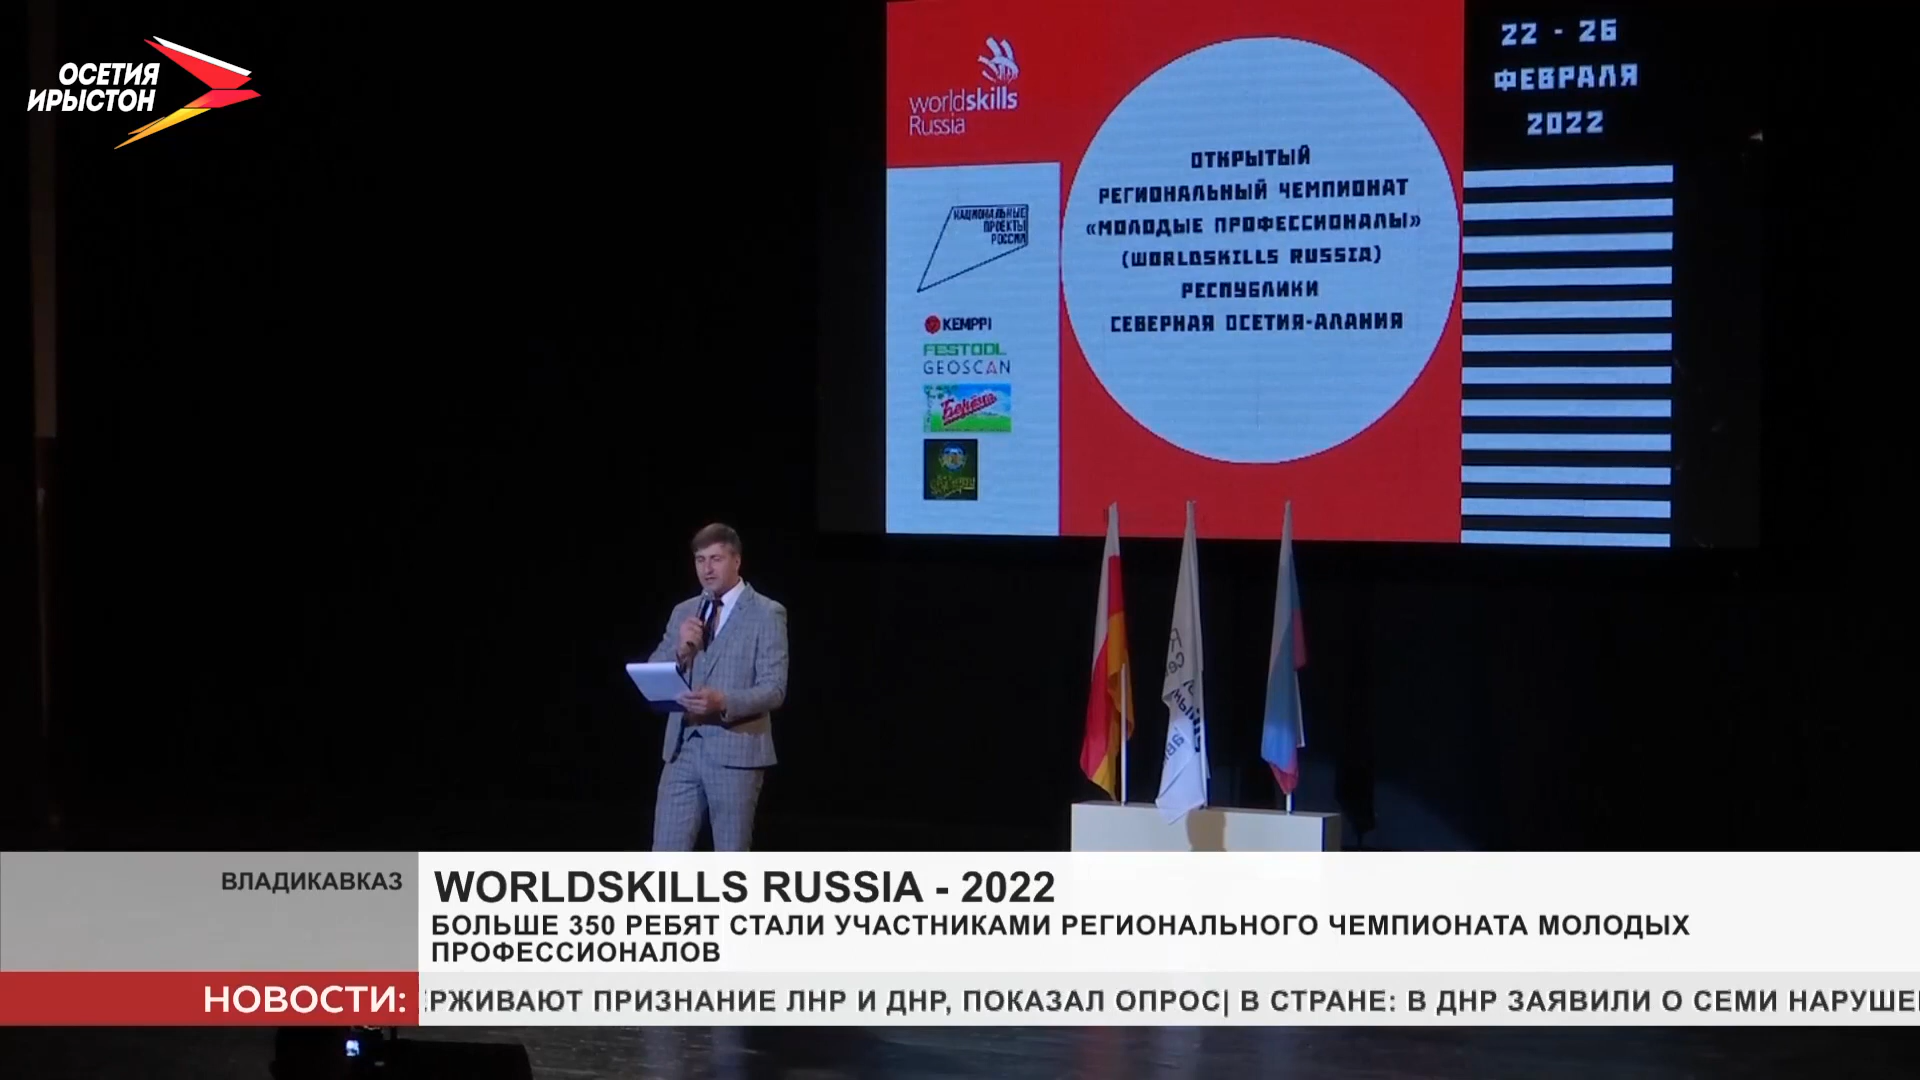 ОСЕТИЯ
ИРЫСТОН
worldskills
Russia
22 - 26
ФЕВРАЛЯ
2022
ОТКРЫТЫЙ
РЕГИОНАЛЬНЫЙ ЧЕМПИОНАТ
«МОЛОДЫЕ ПРОФЕССИОНАЛЫ»
(WORLDSKILLS RUSSIA)
РЕСПУБЛИКИ
СЕВЕРНАЯ ОСЕТИЯ-АЛАНИЯ
НАЦИОНАЛЬНЫЕ
ПРОЕКТЫ
РОССИИ
KEMPPI
FESTOOL
GEOSCAN
ВЛАДИКАВКАЗ
WORLDSKILLS RUSSIA - 2022
БОЛЬШЕ 350 РЕБЯТ СТАЛИ УЧАСТНИКАМИ РЕГИОНАЛЬНОГО ЧЕМПИОНАТА МОЛОДЫХ
ПРОФЕССИОНАЛОВ
НОВОСТИ:
ЕРЖИВАЮТ ПРИЗНАНИЕ ЛНР И ДНР, ПОКАЗАЛ ОПРОС| В СТРАНЕ: В ДНР ЗАЯВИЛИ О СЕМИ НАРУШЕ